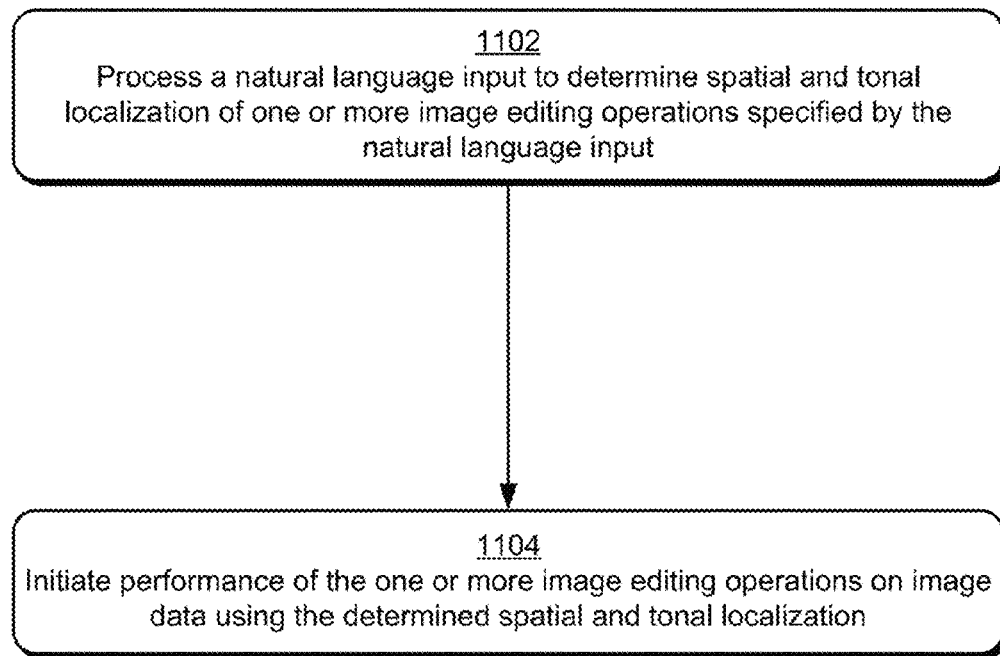 1102
Process a natural language input to determine spatial and tonal
localization of one or more image editing operations specified by the
natural language input
1104
Initiate performance of the one or more image editing operations on image
data using the determined spatial and tonal localization